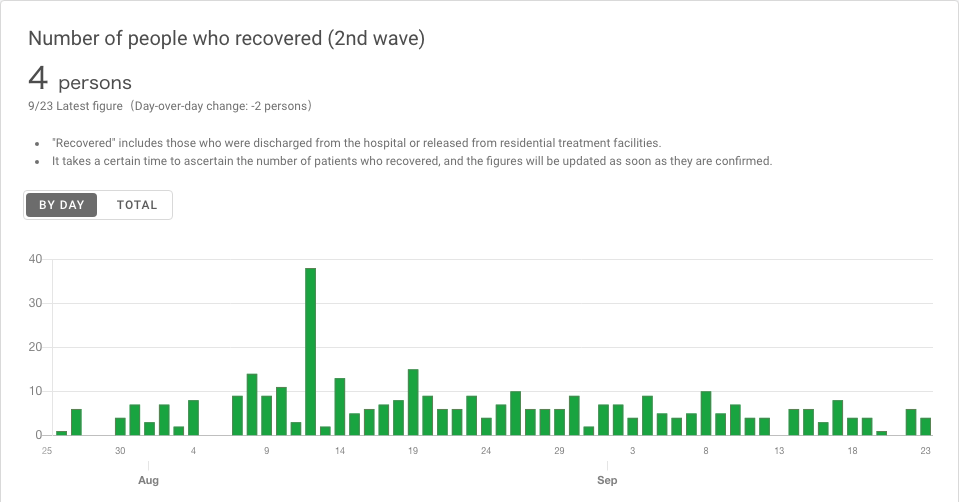 Number of people who recovered (2nd wave)
4 persons
9/23 Latest figure（Day-over-day change: -2 persons）
• "Recovered" includes those who were discharged from the hospital or released from residential treatment facilities.
• It takes a certain time to ascertain the number of patients who recovered, and the figures will be updated as soon as they are confirmed.
BY DAY TOTAL
40
30
20
10
0
25 30 4 9 14 19 24 29 3 8 13 18 23
Aug Sep